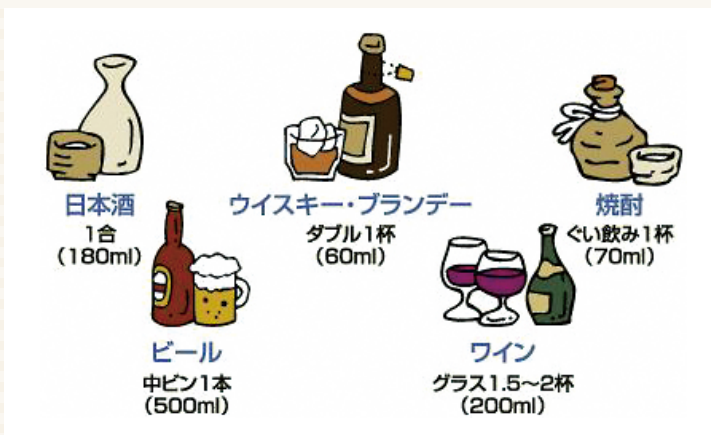 日本酒
1合
（180ml）
ウイスキー・ブランデー
ダブル1杯
（60ml）
焼酎
ぐい飲み1杯
（70ml）
ビール
中ビン1本
（500ml）
ワイン
グラス1.5～2杯
（200ml）